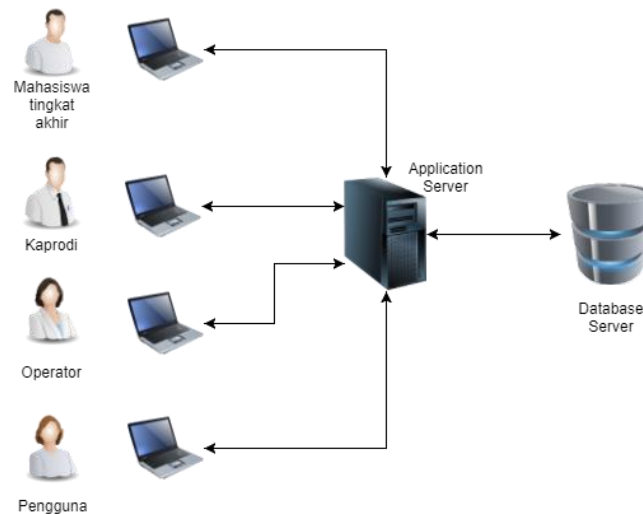 Mahasiswa
tingkat
akhir
Application
Server
Kaprodi
Database
Server
Operator
Pengguna